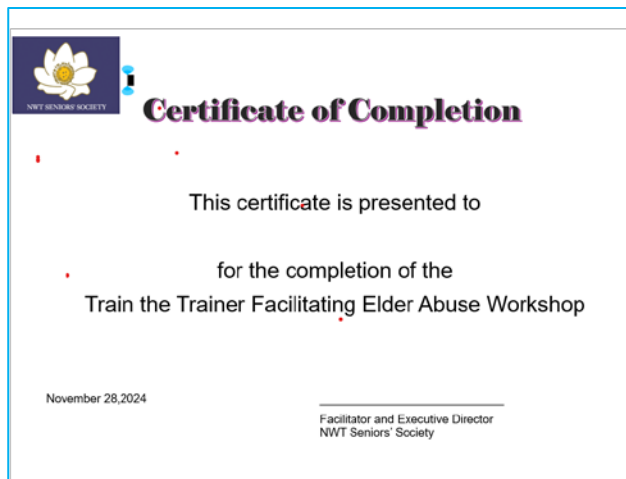 NWT SENIORS' SOCIETY
Certificate of Completion
This certificate is presented to
for the completion of the
Train the Trainer Facilitating Elder Abuse Workshop
November 28,2024
Facilitator and Executive Director
NWT Seniors' Society